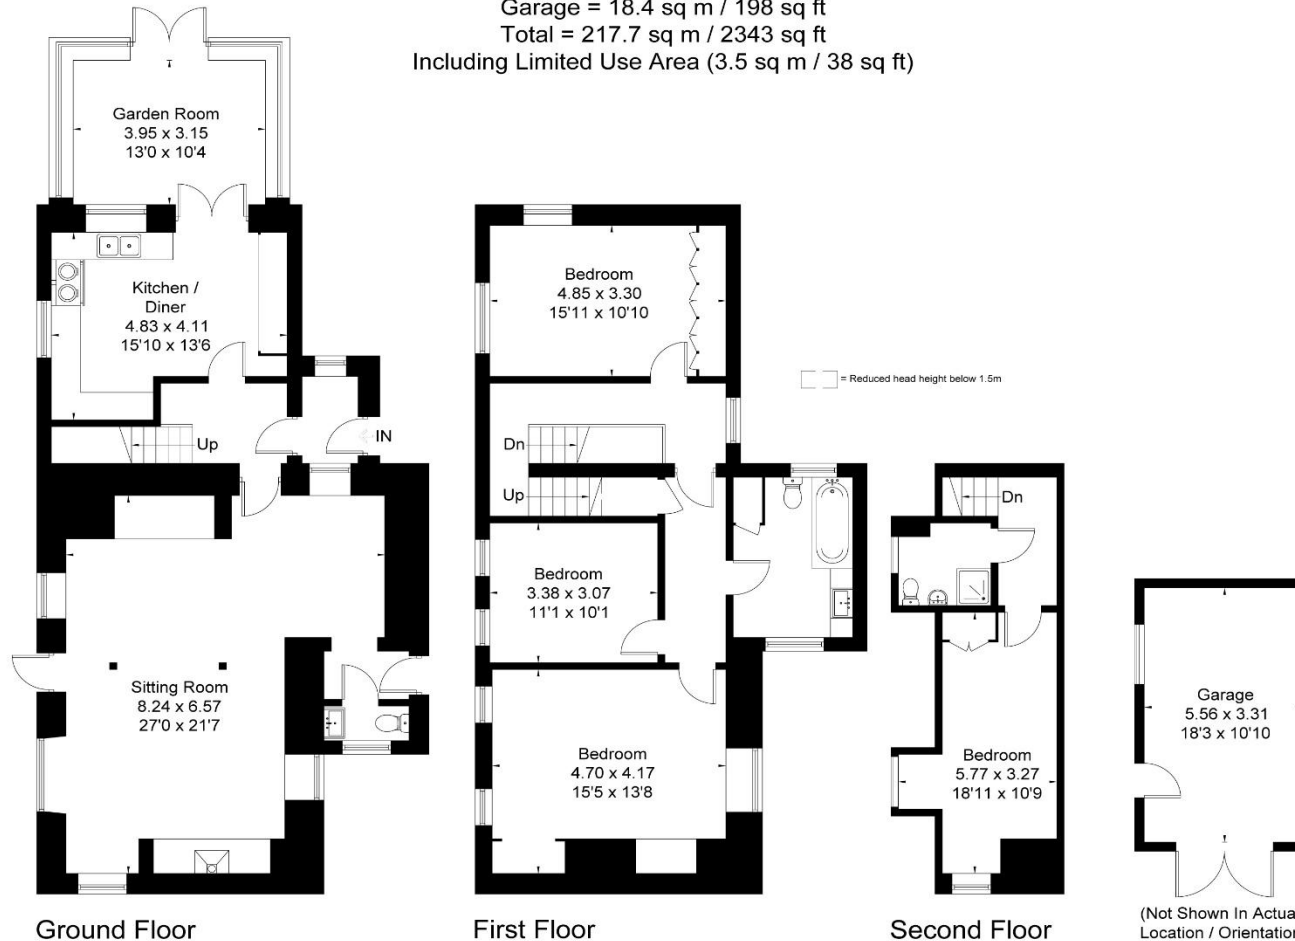 Garage = 18.4 sq m / 198 sq ft
Total = 217.7 sq m / 2343 sq ft
Including Limited Use Area (3.5 sq m / 38 sq ft)
Garden Room
3.95 x 3.15
13'0 x 10'4
Kitchen /
Diner
4.83 x 4.11
15'10 x 13'6
Up
IN
Sitting Room
8.24 x 6.57
27'0 x 21'7
Ground Floor
Bedroom
4.85 x 3.30
15'11 x 10'10
= Reduced head height below 1.5m
Dn
Up
Bedroom
3.38 x 3.07
11'1 x 10'1
Bedroom
4.70 x 4.17
15'5 x 13'8
First Floor
Dn
Bedroom
5.77 x 3.27
18'11 x 10'9
Second Floor
Garage
5.56 x 3.31
18'3 x 10'10
(Not Shown In Actua
Location / Orientation